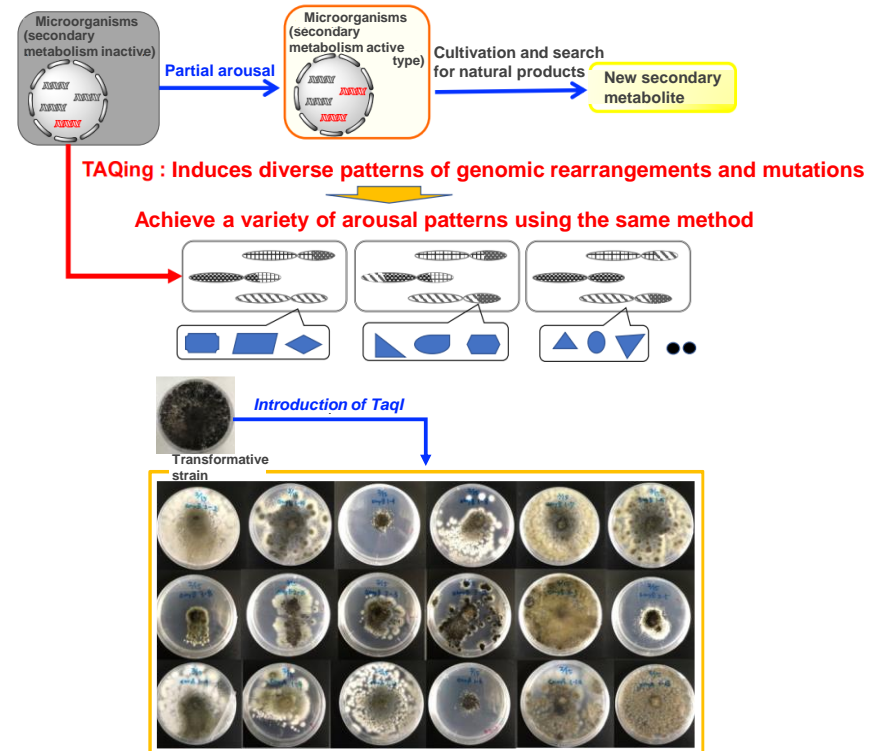 Microorganisms
(secondary
metabolism inactive)
Partial arousal
Microorganisms
(secondary
metabolism active
type)
Cultivation and search
for natural products
New secondary
metabolite
TAQing : Induces diverse patterns of genomic rearrangements and mutations
Achieve a variety of arousal patterns using the same method
Introduction of TaqI
Transformative
strain